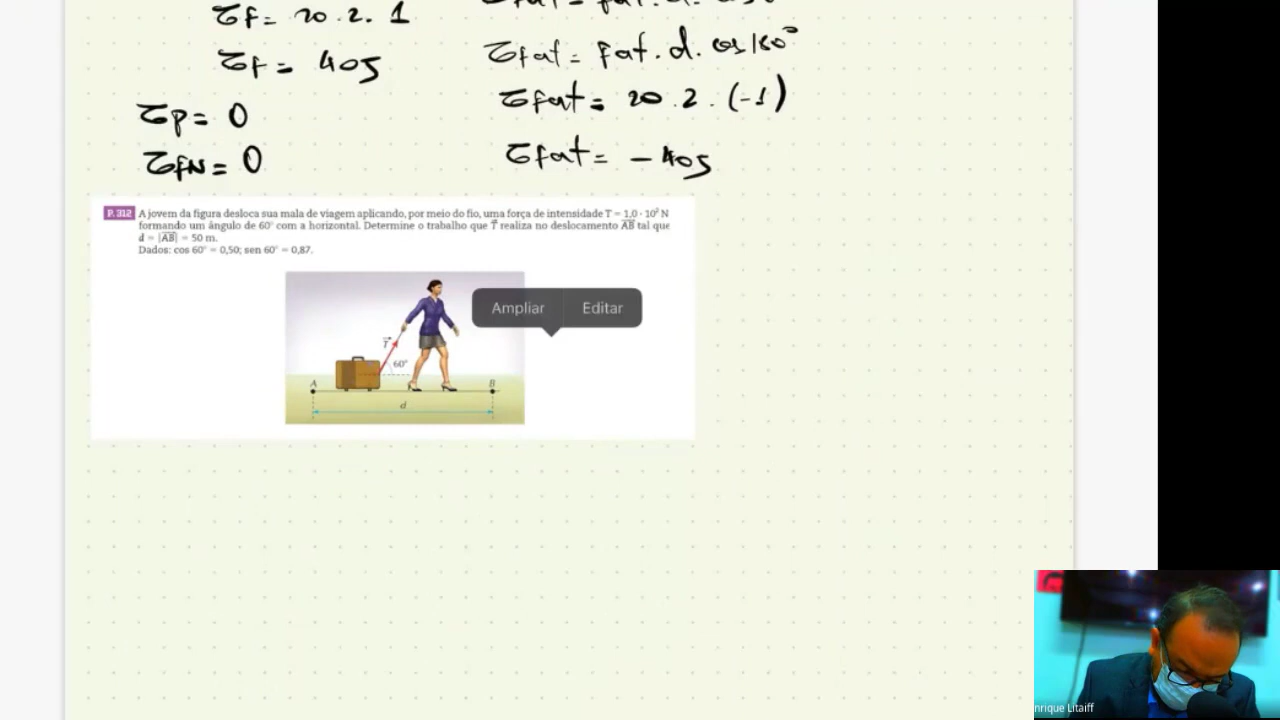 τF = 20 . 2 . 1
τfat = fat . d . cos 180°
τF = 40J
τfat = 20 . 2 . (-1)
τP = 0
τFN = 0
τfat = - 40J
P. 312 A jovem da figura desloca sua mala de viagem aplicando, por meio do fio, uma força de intensidade T = 1,0 · 10² N
formando um ângulo de 60° com a horizontal. Determine o trabalho que T⃗ realiza no deslocamento A͞B͞ tal que
d = |A͞B͞| = 50 m.
Dados: cos 60° = 0,50; sen 60° = 0,87.
Ampliar Editar
T⃗
60°
A B
d
nrique Litaiff